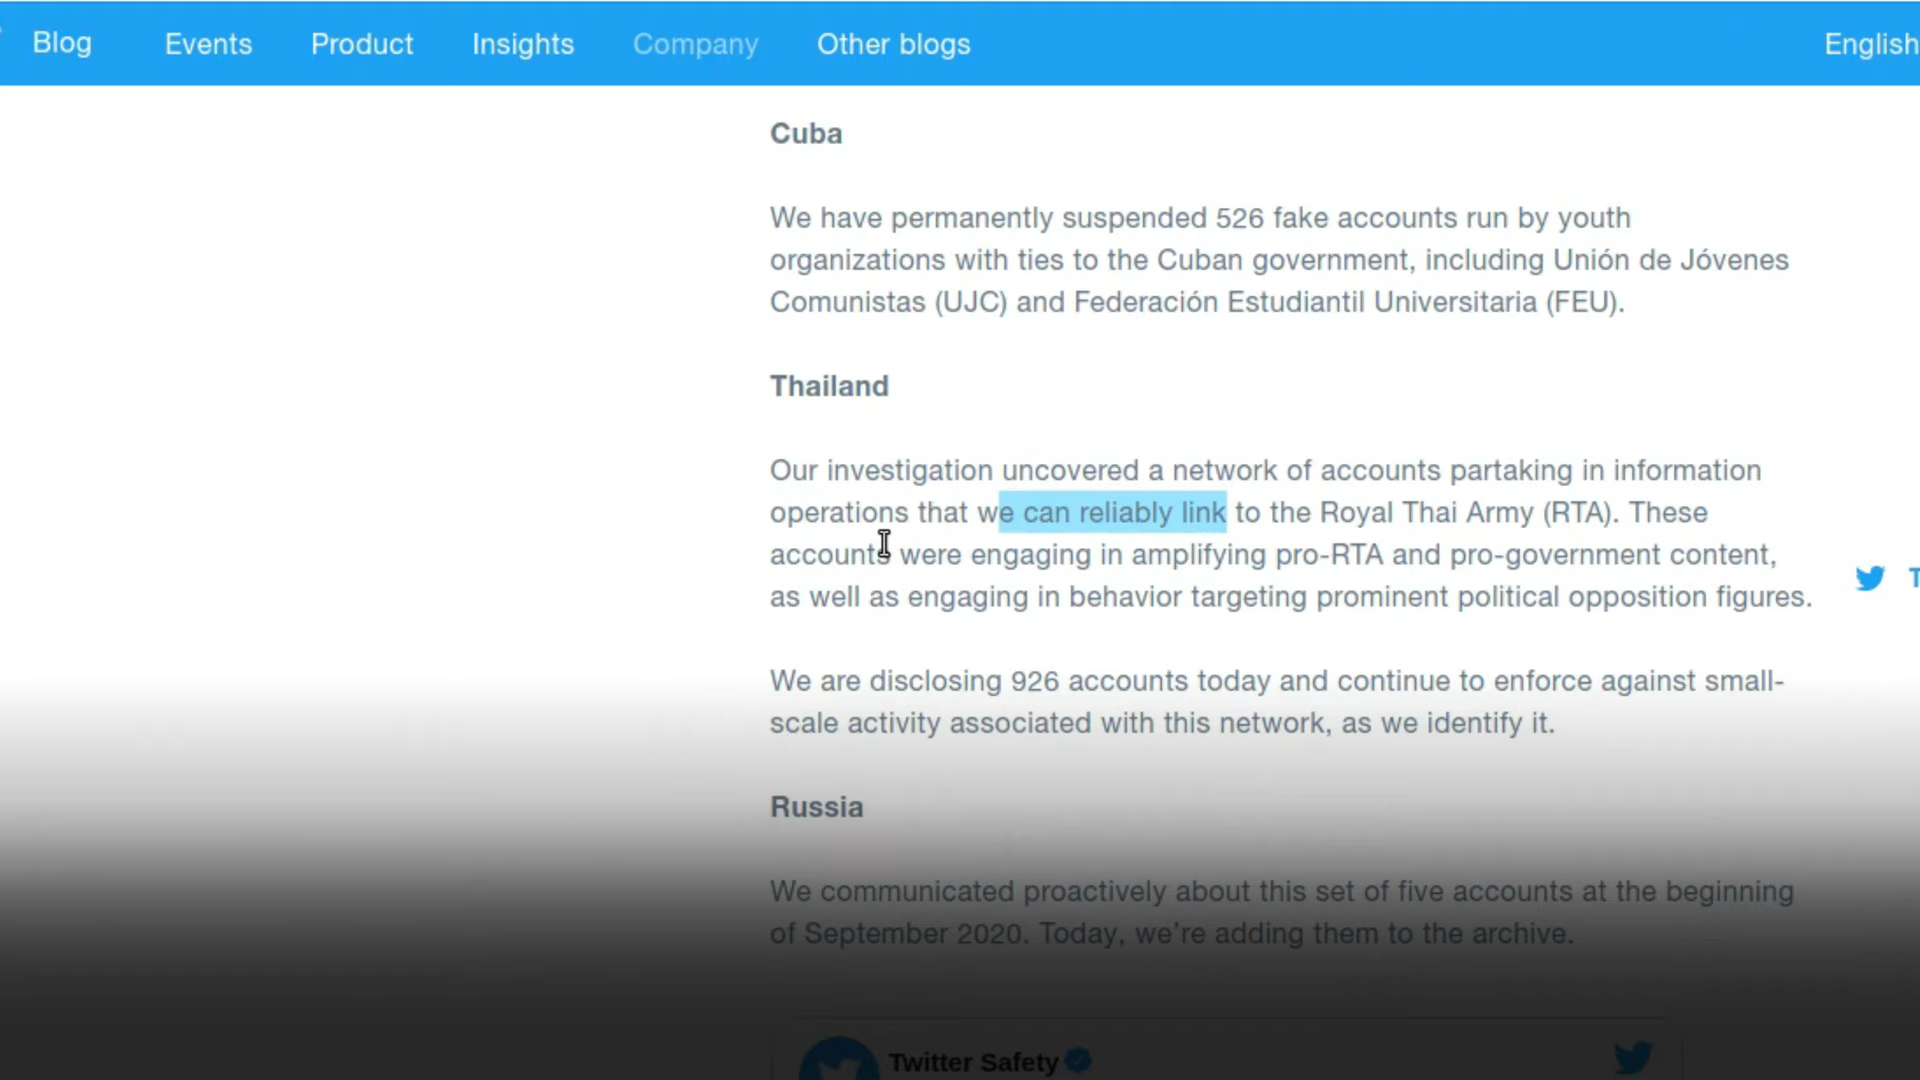 Blog Events Product Insights Company Other blogs English
Cuba
We have permanently suspended 526 fake accounts run by youth
organizations with ties to the Cuban government, including Unión de Jóvenes
Comunistas (UJC) and Federación Estudiantil Universitaria (FEU).
Thailand
Our investigation uncovered a network of accounts partaking in information
operations that we can reliably link to the Royal Thai Army (RTA). These
accounts were engaging in amplifying pro-RTA and pro-government content,
as well as engaging in behavior targeting prominent political opposition figures.
We are disclosing 926 accounts today and continue to enforce against small-
scale activity associated with this network, as we identify it.
Russia
We communicated proactively about this set of five accounts at the beginning
of September 2020. Today, we’re adding them to the archive.
Twitter Safety